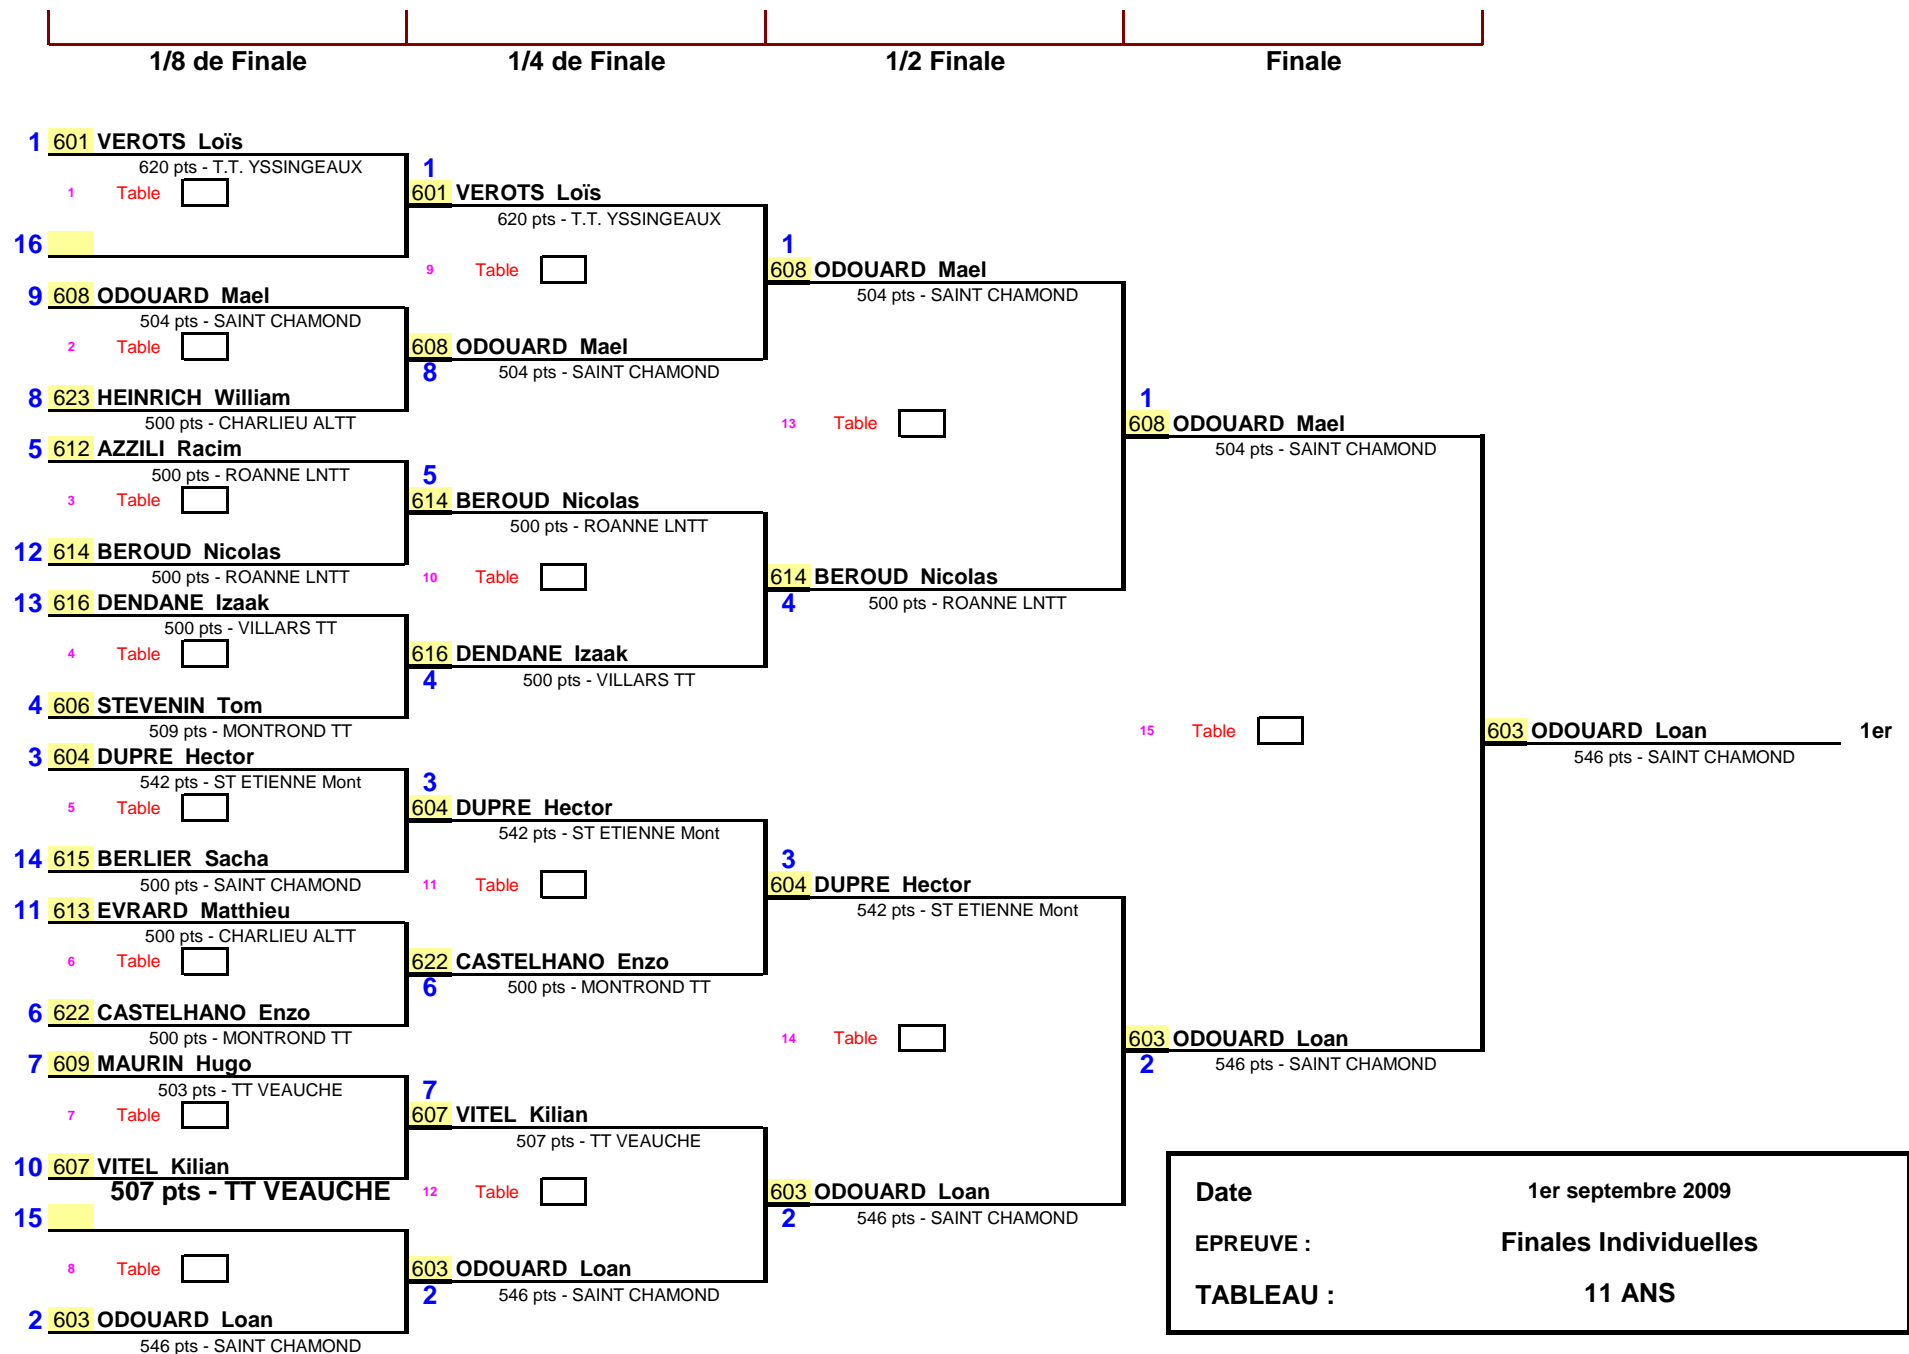 1/8 de Finale 1/4 de Finale 1/2 Finale Finale
1 601 VEROTS Loïs
620 pts - T.T. YSSINGEAUX
1 Table
16
9 608 ODOUARD Mael
504 pts - SAINT CHAMOND
2 Table
8 623 HEINRICH William
500 pts - CHARLIEU ALTT
5 612 AZZILI Racim
500 pts - ROANNE LNTT
3 Table
12 614 BEROUD Nicolas
500 pts - ROANNE LNTT
13 616 DENDANE Izaak
500 pts - VILLARS TT
4 Table
4 606 STEVENIN Tom
509 pts - MONTROND TT
3 604 DUPRE Hector
542 pts - ST ETIENNE Mont
5 Table
14 615 BERLIER Sacha
500 pts - SAINT CHAMOND
11 613 EVRARD Matthieu
500 pts - CHARLIEU ALTT
6 Table
6 622 CASTELHANO Enzo
500 pts - MONTROND TT
7 609 MAURIN Hugo
503 pts - TT VEAUCHE
7 Table
10 607 VITEL Kilian
507 pts - TT VEAUCHE
15
8 Table
2 603 ODOUARD Loan
546 pts - SAINT CHAMOND
1
601 VEROTS Loïs
620 pts - T.T. YSSINGEAUX
9 Table
608 ODOUARD Mael
8 504 pts - SAINT CHAMOND
5
614 BEROUD Nicolas
500 pts - ROANNE LNTT
10 Table
616 DENDANE Izaak
4 500 pts - VILLARS TT
3
604 DUPRE Hector
542 pts - ST ETIENNE Mont
11 Table
622 CASTELHANO Enzo
6 500 pts - MONTROND TT
7
607 VITEL Kilian
507 pts - TT VEAUCHE
12 Table
603 ODOUARD Loan
2 546 pts - SAINT CHAMOND
1
608 ODOUARD Mael
504 pts - SAINT CHAMOND
13 Table
614 BEROUD Nicolas
4 500 pts - ROANNE LNTT
3
604 DUPRE Hector
542 pts - ST ETIENNE Mont
14 Table
603 ODOUARD Loan
2 546 pts - SAINT CHAMOND
1
608 ODOUARD Mael
504 pts - SAINT CHAMOND
15 Table
603 ODOUARD Loan
2 546 pts - SAINT CHAMOND
603 ODOUARD Loan 1er
546 pts - SAINT CHAMOND
Date 1er septembre 2009
EPREUVE : Finales Individuelles
TABLEAU : 11 ANS